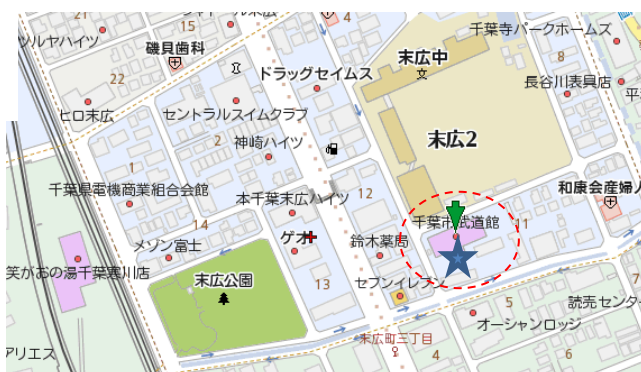 15
4
千葉寺パークホームズ
ツルヤハイツ
磯貝歯科
ドラッグセイムス
末広中
8
22
長谷川表具店
ヒロ末広
セントラルスイムクラブ
末広2
2
神崎ハイツ
1
千葉県電機商業組合会館
本千葉末広ハイツ
12
和康会産婦人
14
千葉市武道館
11
メゾン富士
ゲオ
鈴木薬局
笑がおの湯千葉寒川店
末広公園
セブンイレブン
13
5
読売センター
オーシャンロッジ
末広町三丁目
アリエス
4
6
7